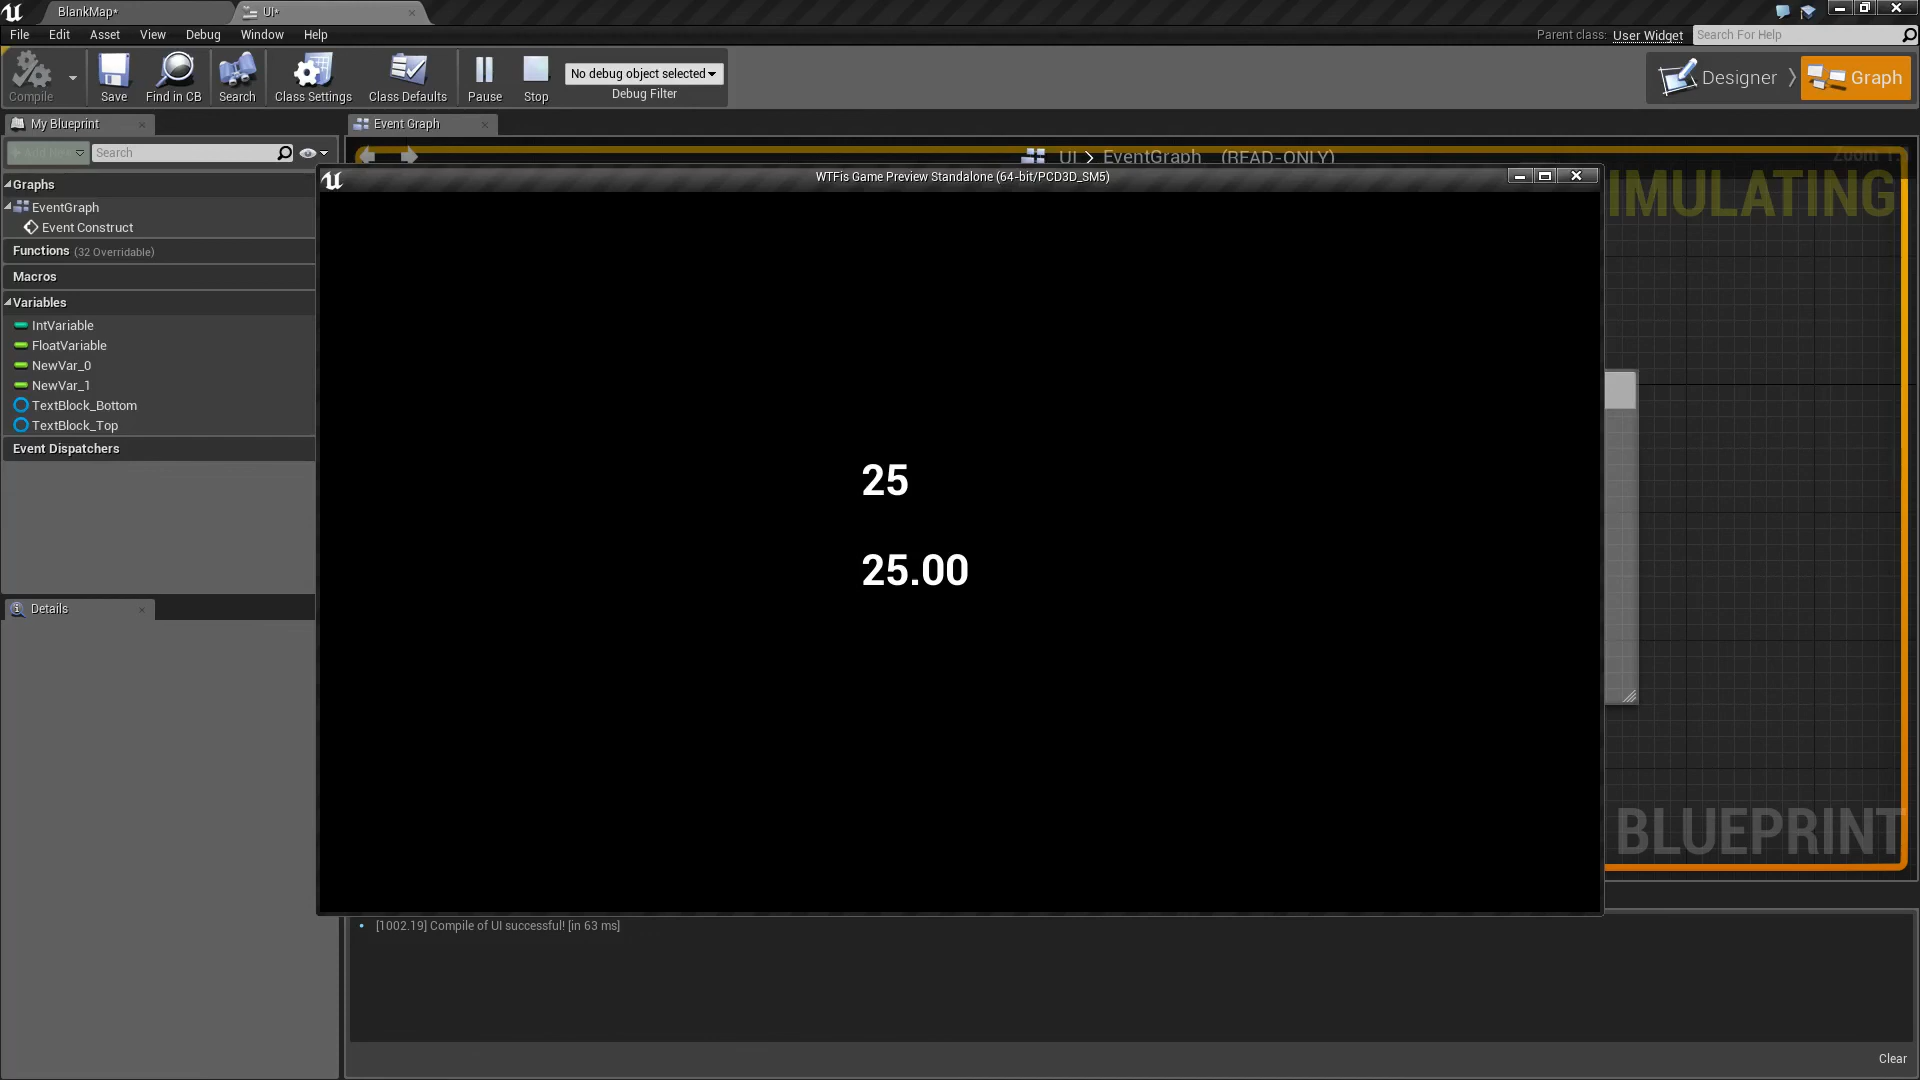 BlankMap*
UI*
File Edit Asset View Debug Window Help
Parent class: User Widget Search For Help
Compile Save Find in CB Search Class Settings Class Defaults Pause Stop
No debug object selected
Debug Filter
Designer Graph
My Blueprint
Event Graph
Add New Search
UI > EventGraph (READ-ONLY)
Graphs
EventGraph
Event Construct
Functions (32 Overridable)
Macros
Variables
IntVariable
FloatVariable
NewVar_0
NewVar_1
TextBlock_Bottom
TextBlock_Top
Event Dispatchers
Details
WTFis Game Preview Standalone (64-bit/PCD3D_SM5)
25
25.00
IMULATING
BLUEPRINT
[1002.19] Compile of UI successful! [in 63 ms]
Clear